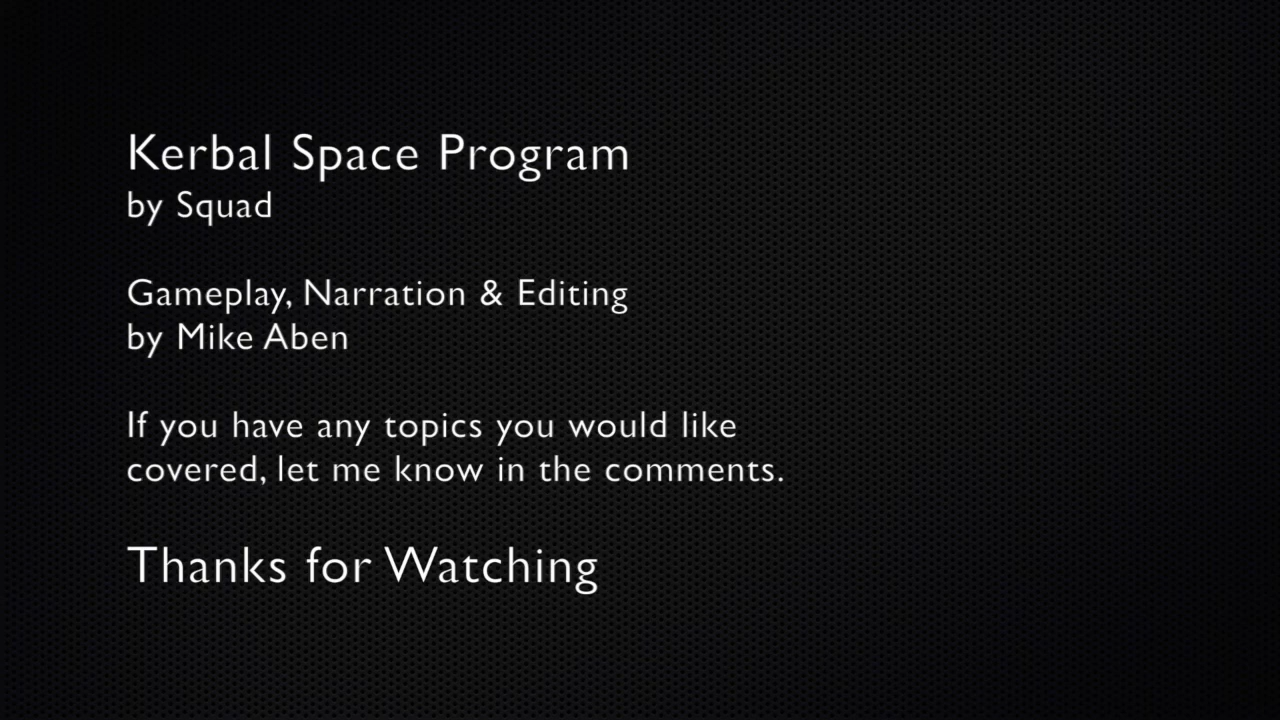 Kerbal Space Program
by Squad
Gameplay, Narration & Editing
by Mike Aben
If you have any topics you would like
covered, let me know in the comments.
Thanks for Watching